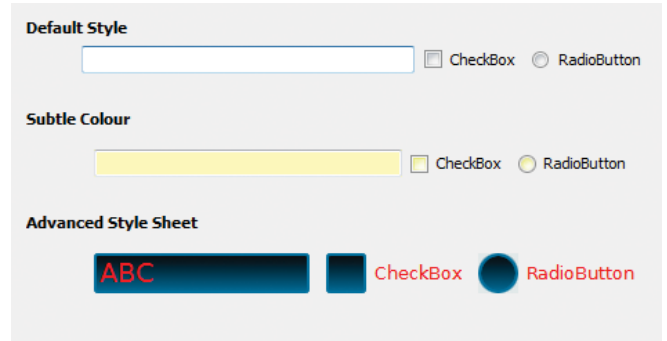 Default Style
CheckBox RadioButton
Subtle Colour
CheckBox RadioButton
Advanced Style Sheet
ABC CheckBox RadioButton